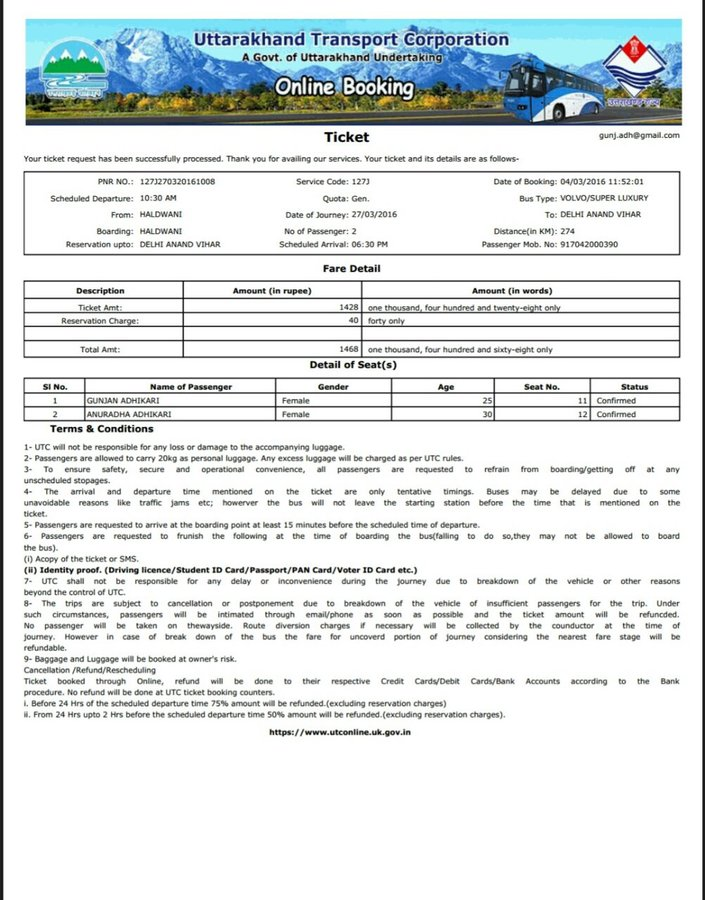 Uttarakhand Transport Corporation
A Govt. of Uttarakhand Undertaking
Online Booking
Ticket
gunj.adh@gmail.com
Your ticket request has been successfully processed. Thank you for availing our services. Your ticket and its details are as follows-
PNR NO.: 127J270320161008 Service Code: 127J Date of Booking: 04/03/2016 11:52:01
Scheduled Departure: 10:30 AM Quota: Gen. Bus Type: VOLVO/SUPER LUXURY
From: HALDWANI Date of Journey: 27/03/2016 To: DELHI ANAND VIHAR
Boarding: HALDWANI No of Passenger: 2 Distance(in KM): 274
Reservation upto: DELHI ANAND VIHAR Scheduled Arrival: 06:30 PM Passenger Mob. No: 917042000390
Fare Detail
Description Amount (in rupee) Amount (in words)
Ticket Amt: 1428 one thousand, four hundred and twenty-eight only
Reservation Charge: 40 forty only
Total Amt: 1468 one thousand, four hundred and sixty-eight only
Detail of Seat(s)
Sl No. Name of Passenger Gender Age Seat No. Status
1 GUNJAN ADHIKARI Female 25 11 Confirmed
2 ANURADHA ADHIKARI Female 30 12 Confirmed
Terms & Conditions
1- UTC will not be responsible for any loss or damage to the accompanying luggage.
2- Passengers are allowed to carry 20kg as personal luggage. Any excess luggage will be charged as per UTC rules.
3- To ensure safety, secure and operational convenience, all passengers are requested to refrain from boarding/getting off at any
unscheduled stopages.
4- The arrival and departure time mentioned on the ticket are only tentative timings. Buses may be delayed due to some
unavoidable reasons like traffic jams etc; howerver the bus will not leave the starting station before the time that is mentioned on the
ticket.
5- Passengers are requested to arrive at the boarding point at least 15 minutes before the scheduled time of departure.
6- Passengers are requested to frunish the following at the time of boarding the bus(falling to do so,they may not be allowed to board
the bus).
(i) Acopy of the ticket or SMS.
(ii) Identity proof. (Driving licence/Student ID Card/Passport/PAN Card/Voter ID Card etc.)
7- UTC shall not be responsible for any delay or inconvenience during the journey due to breakdown of the vehicle or other reasons
beyond the control of UTC.
8- The trips are subject to cancellation or postponement due to breakdown of the vehicle of insufficient passengers for the trip. Under
such circumstances, passengers will be intimated through email/phone as soon as possible and the ticket amount will be refuncded.
No passenger will be taken on thewayside. Route diversion charges if necessary will be collected by the counductor at the time of
journey. However in case of break down of the bus the fare for uncoverd portion of journey considering the nearest fare stage will be
refundable.
9- Baggage and Luggage will be booked at owner's risk.
Cancellation /Refund/Rescheduling
Ticket booked through Online, refund will be done to their respective Credit Cards/Debit Cards/Bank Accounts according to the Bank
procedure. No refund will be done at UTC ticket booking counters.
i. Before 24 Hrs of the scheduled departure time 75% amount will be refunded.(excluding reservation charges)
ii. From 24 Hrs upto 2 Hrs before the scheduled departure time 50% amount will be refunded.(excluding reservation charges).
https://www.utconline.uk.gov.in